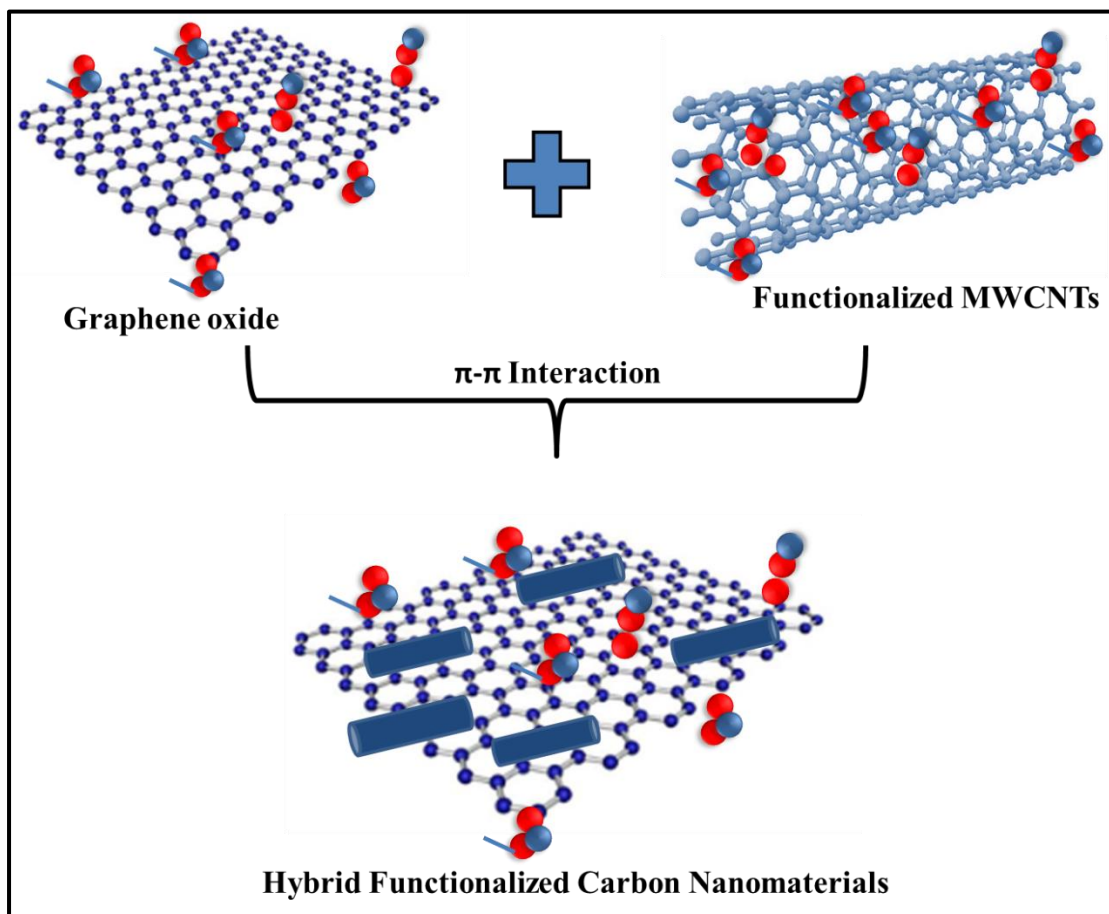 Graphene oxide
Functionalized MWCNTs
π-π Interaction
Hybrid Functionalized Carbon Nanomaterials